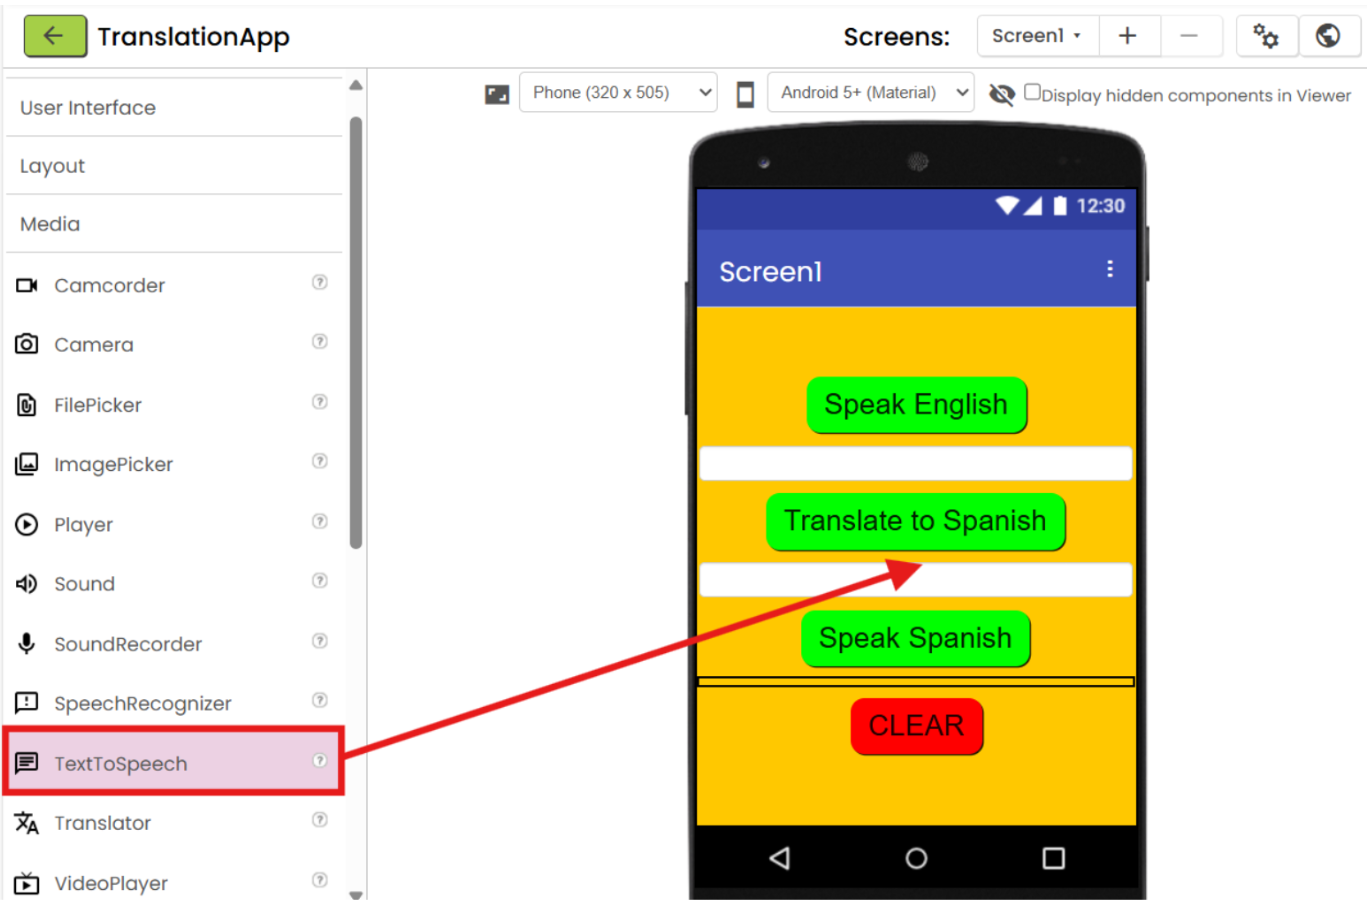 TranslationApp
Screens:
Screen1
User Interface
Layout
Media
Camcorder
?
Camera
?
FilePicker
?
ImagePicker
?
Player
?
Sound
?
SoundRecorder
?
SpeechRecognizer
?
TextToSpeech
?
Translator
?
VideoPlayer
?
Phone (320 x 505)
Android 5+ (Material)
Display hidden components in Viewer
12:30
Screen1
Speak English
Translate to Spanish
Speak Spanish
CLEAR